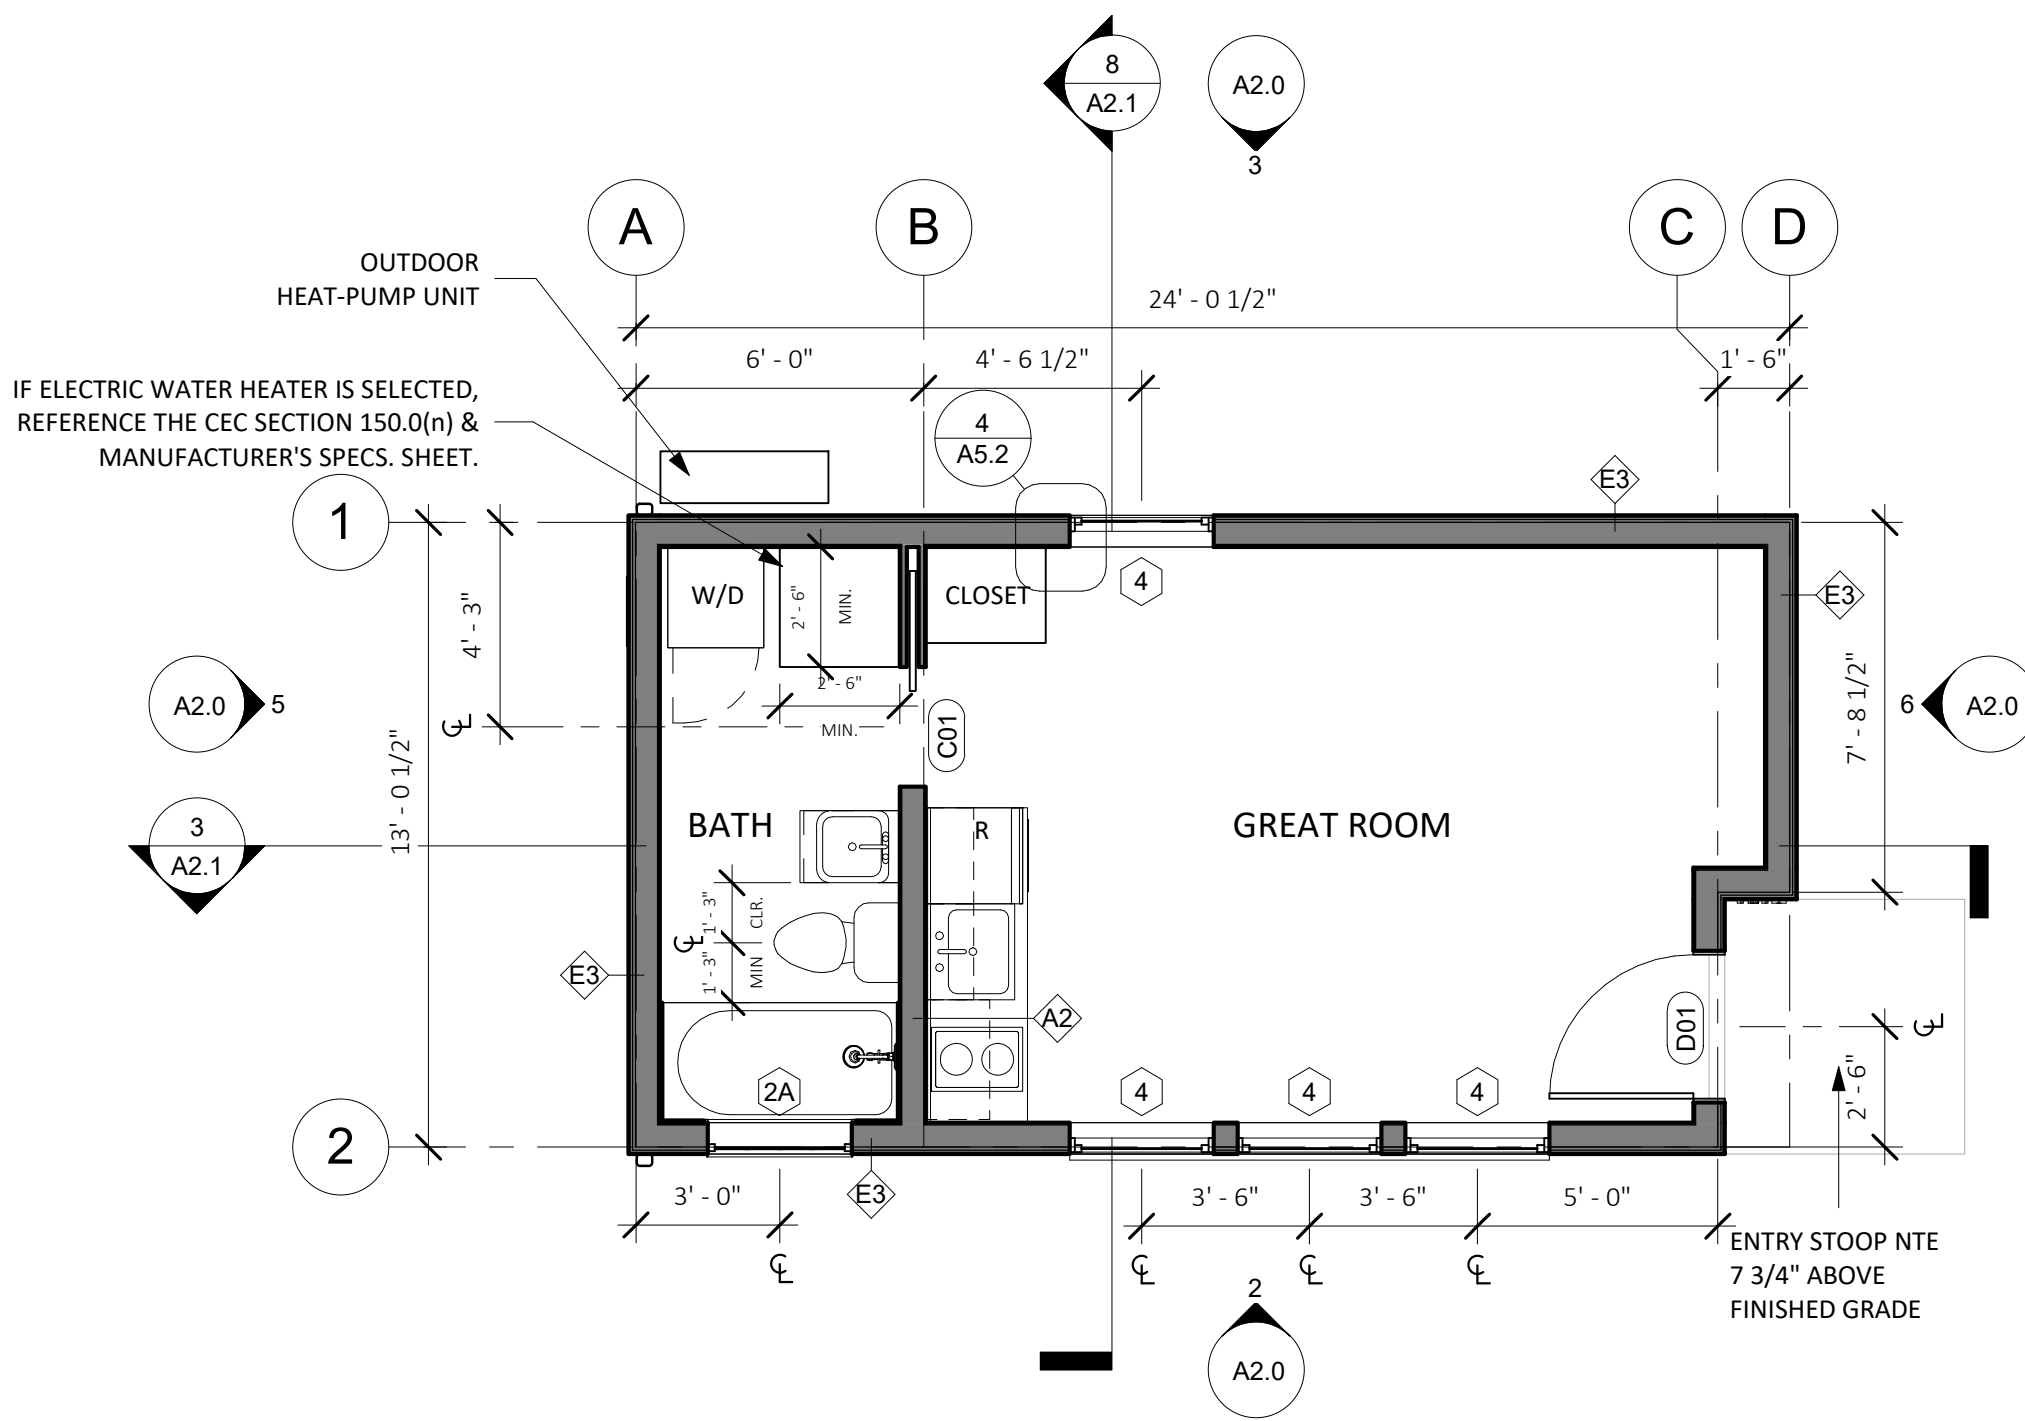 8
A2.1
A2.0
3
A
B
C
D
OUTDOOR
HEAT-PUMP UNIT
24' - 0 1/2"
6' - 0"
4' - 6 1/2"
1' - 6"
IF ELECTRIC WATER HEATER IS SELECTED,
REFERENCE THE CEC SECTION 150.0(n) &
MANUFACTURER'S SPECS. SHEET.
4
A5.2
E3
1
W/D
2' - 6"
MIN.
CLOSET
4
E3
4' - 3"
2' - 6"
MIN.
A2.0
5
℄
C01
7' - 8 1/2"
6
A2.0
13' - 0 1/2"
3
A2.1
BATH
R
GREAT ROOM
1' - 3"
CLR.
℄
1' - 3"
MIN
E3
A2
D01
℄
2' - 6"
2A
4
4
4
2
3' - 0"
E3
3' - 6"
3' - 6"
5' - 0"
℄
℄
℄
℄
ENTRY STOOP NTE
7 3/4" ABOVE
FINISHED GRADE
2
A2.0